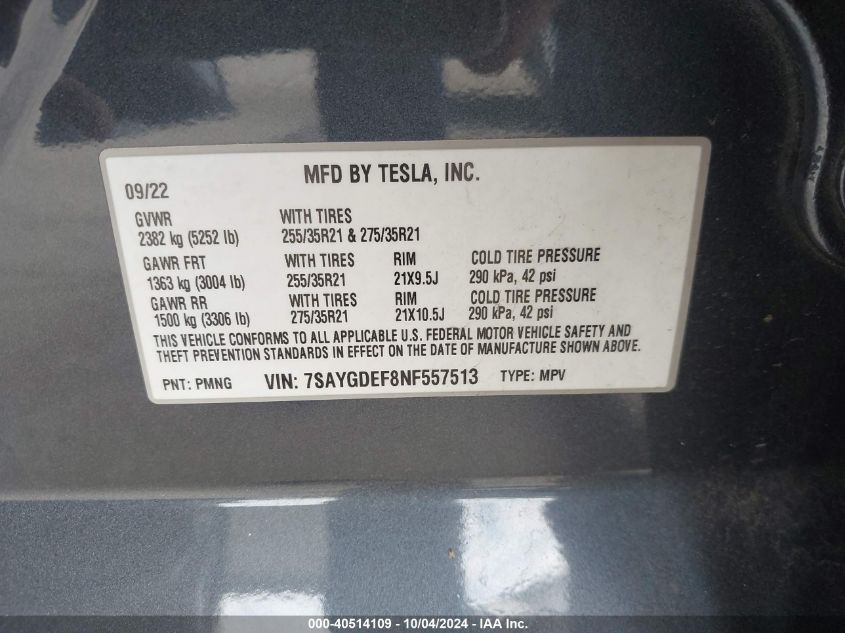 MFD BY TESLA, INC.
09/22
GVWR WITH TIRES
2382 kg (5252 lb) 255/35R21 & 275/35R21
GAWR FRT WITH TIRES RIM COLD TIRE PRESSURE
1363 kg (3004 lb) 255/35R21 21X9.5J 290 kPa, 42 psi
GAWR RR WITH TIRES RIM COLD TIRE PRESSURE
1500 kg (3306 lb) 275/35R21 21X10.5J 290 kPa, 42 psi
THIS VEHICLE CONFORMS TO ALL APPLICABLE U.S. FEDERAL MOTOR VEHICLE SAFETY AND
THEFT PREVENTION STANDARDS IN EFFECT ON THE DATE OF MANUFACTURE SHOWN ABOVE.
PNT: PMNG VIN: 7SAYGDEF8NF557513 TYPE: MPV
000-40514109 - 10/04/2024 - IAA Inc.